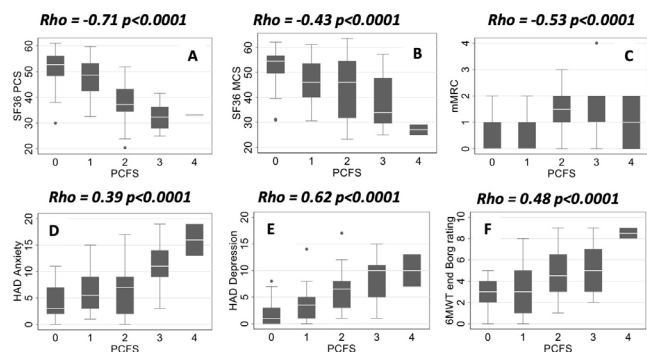 Rho = -0.71 p<0.0001
Rho = -0.43 p<0.0001
Rho = -0.53 p<0.0001
A
SF36 PCS
60
50
40
30
20
0 1 2 3 4
PCFS
B
SF36 MCS
60
50
40
30
20
0 1 2 3 4
PCFS
C
mMRC
4
3
2
1
0
0 1 2 3 4
PCFS
Rho = 0.39 p<0.0001
Rho = 0.62 p<0.0001
Rho = 0.48 p<0.0001
D
HAD Anxiety
20
15
10
5
0
0 1 2 3 4
PCFS
E
HAD Depression
20
15
10
5
0
0 1 2 3 4
PCFS
F
6MWT end Borg rating
10
8
6
4
2
0
0 1 2 3 4
PCFS